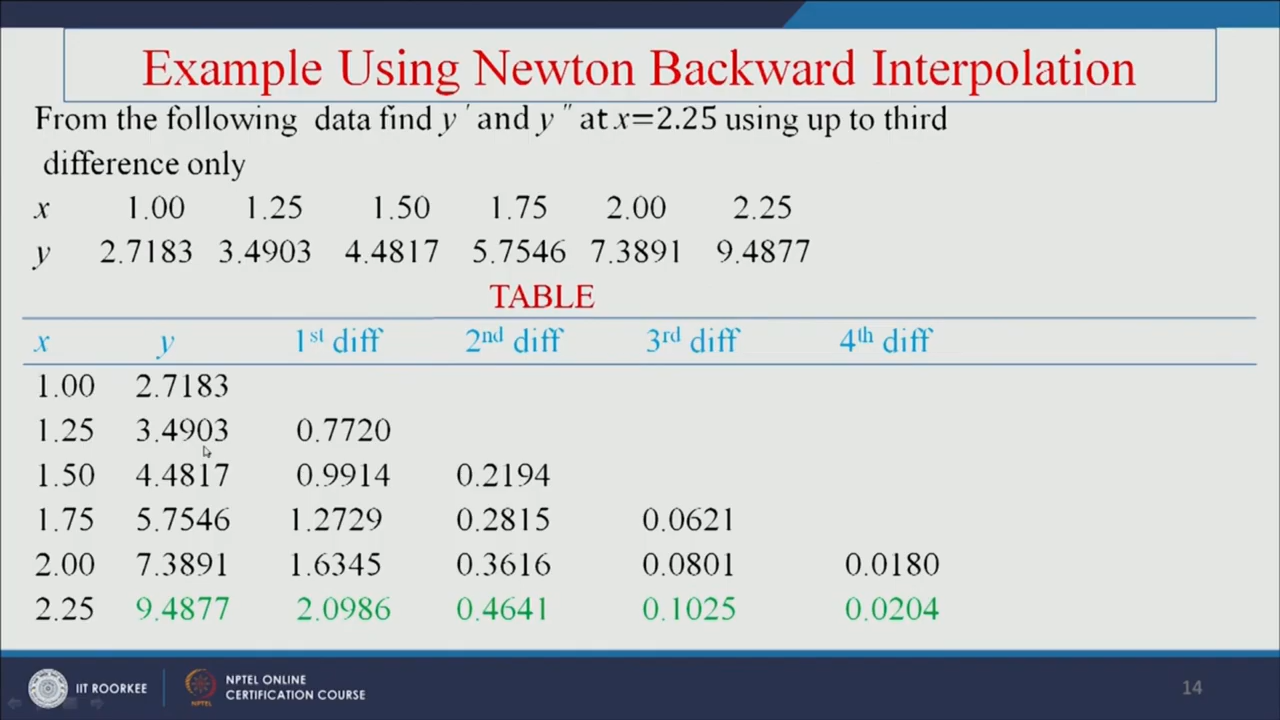 Example Using Newton Backward Interpolation
From the following data find y ′ and y ″ at x=2.25 using up to third
difference only
x 1.00 1.25 1.50 1.75 2.00 2.25
y 2.7183 3.4903 4.4817 5.7546 7.3891 9.4877
TABLE
x y 1st diff 2nd diff 3rd diff 4th diff
1.00 2.7183
1.25 3.4903 0.7720
1.50 4.4817 0.9914 0.2194
1.75 5.7546 1.2729 0.2815 0.0621
2.00 7.3891 1.6345 0.3616 0.0801 0.0180
2.25 9.4877 2.0986 0.4641 0.1025 0.0204
IIT ROORKEE
NPTEL
NPTEL ONLINE
CERTIFICATION COURSE
14